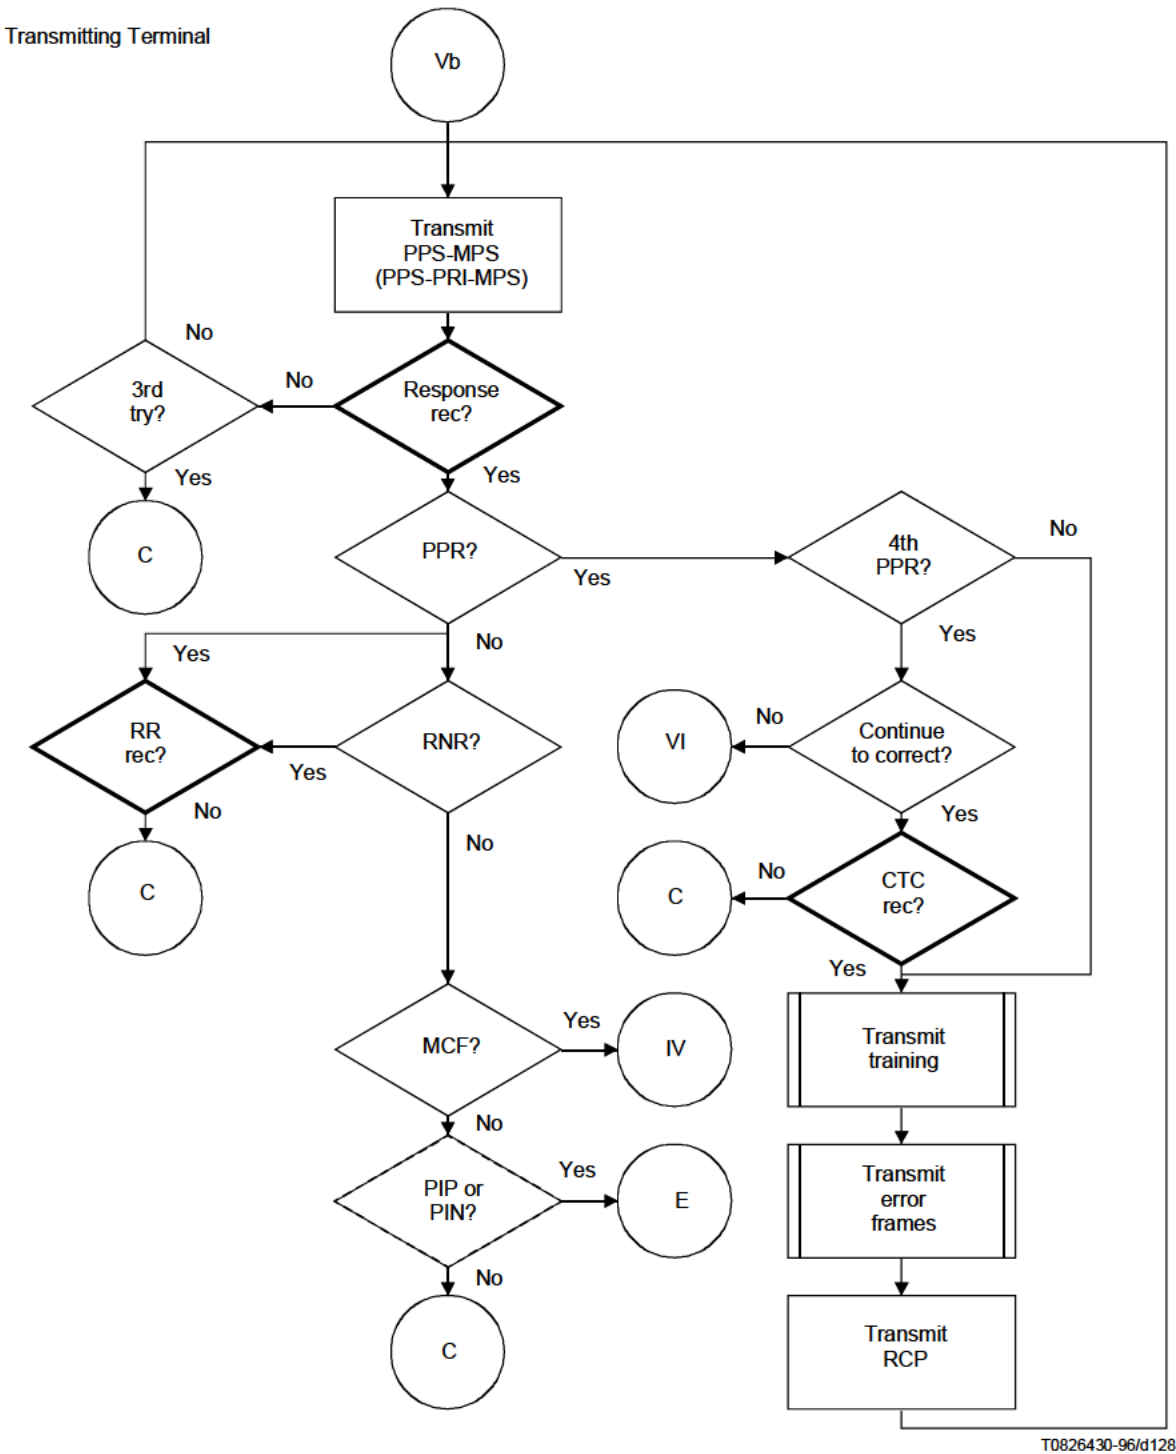 Transmitting Terminal
Vb
Transmit
PPS-MPS
(PPS-PRI-MPS)
No
3rd
try?
No
Response
rec?
Yes
Yes
C
PPR?
Yes
4th
PPR?
No
Yes
No
Yes
RR
rec?
Yes
RNR?
VI
No
Continue
to correct?
No
No
Yes
C
C
No
CTC
rec?
Yes
MCF?
Yes
IV
Transmit
training
No
PIP or
PIN?
Yes
E
Transmit
error
frames
No
C
Transmit
RCP
T0826430-96/d128